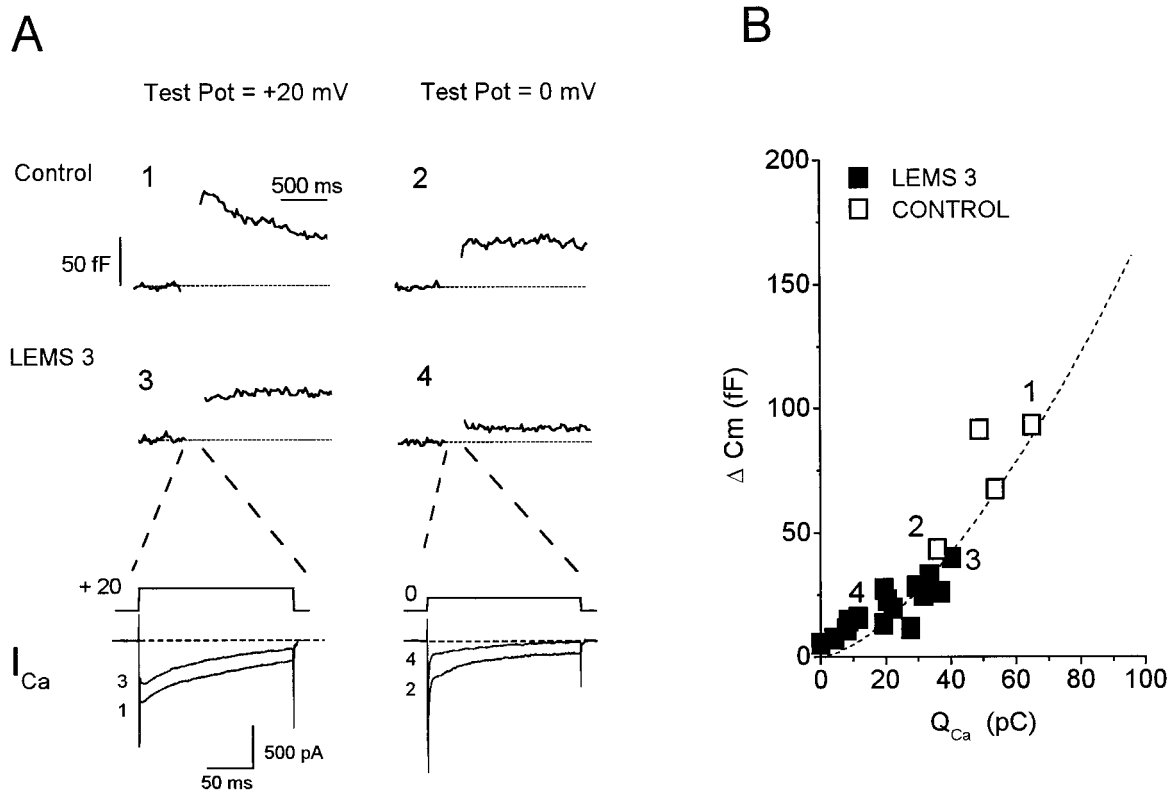 A
Test Pot = +20 mV
Test Pot = 0 mV
Control
1
500 ms
2
50 fF
LEMS 3
3
4
+ 20
0
I Ca
3
1
4
2
500 pA
50 ms
B
200
150
100
50
0
Δ Cm (fF)
LEMS 3
CONTROL
1
2
3
4
0 20 40 60 80 100
QCa (pC)